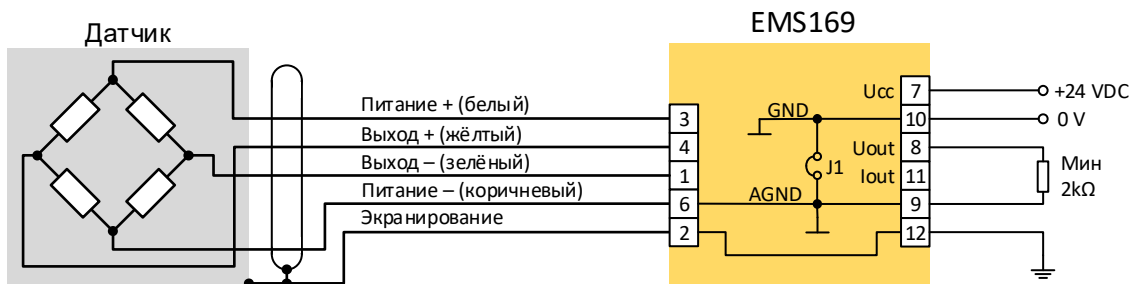 EMS169
Датчик
Питание + (белый)
Выход + (жёлтый)
Выход – (зелёный)
Питание – (коричневый)
Экранирование
3
4
1
6
2
GND
J1
AGND
Ucc
Uout
Iout
7
10
8
11
9
12
+24 VDC
0 V
Мин
2kΩ